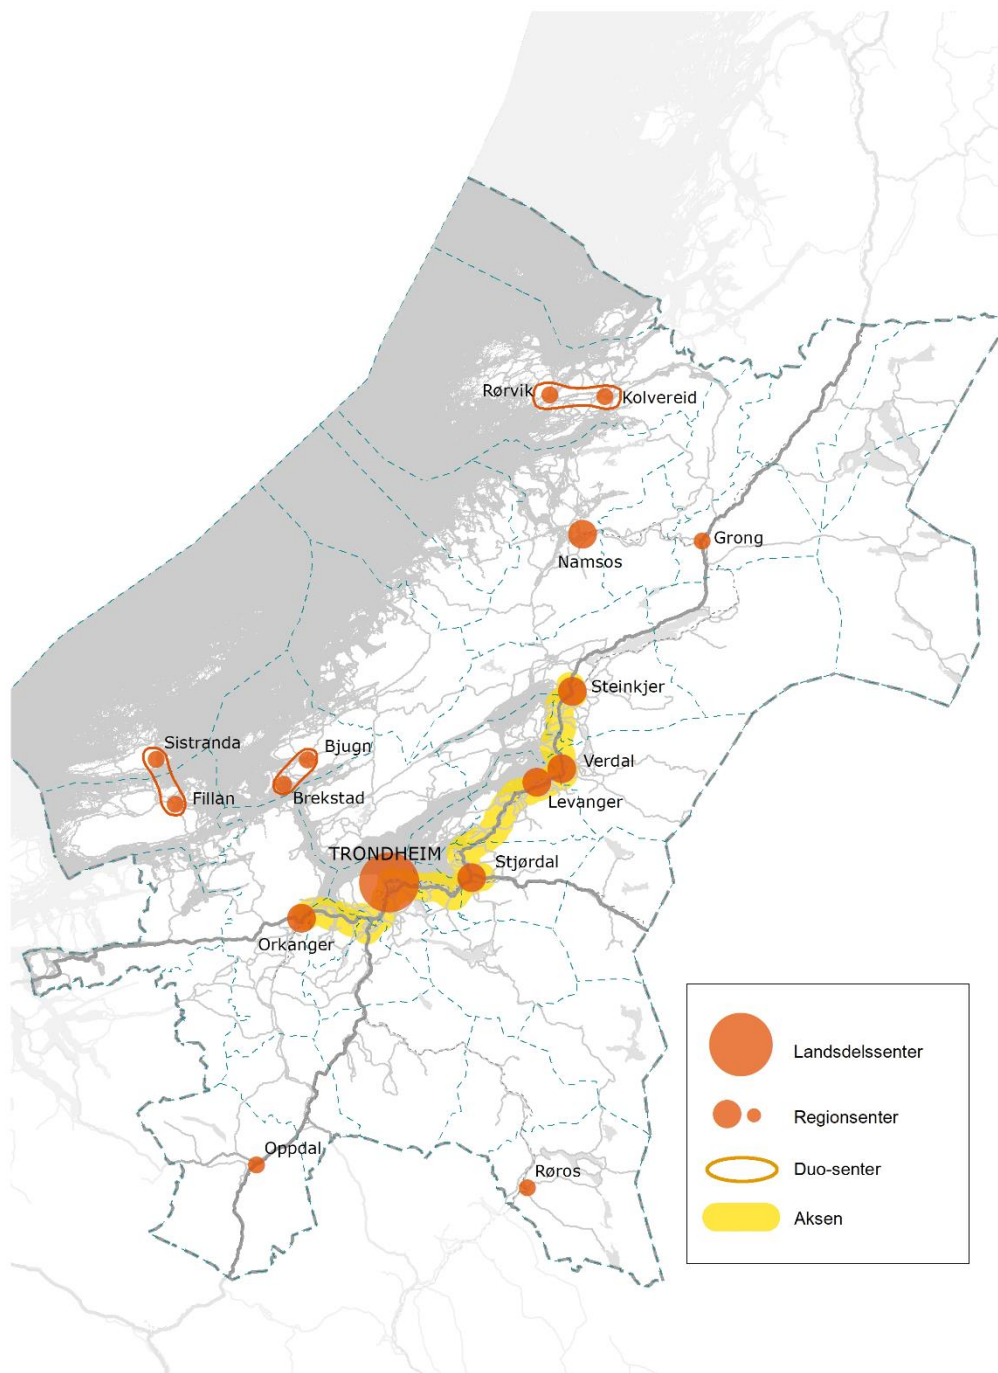 Rørvik
Kolvereid
Namsos
Grong
Steinkjer
Sistranda
Bjugn
Verdal
Fillan
Brekstad
Levanger
TRONDHEIM
Stjørdal
Orkanger
Landsdelssenter
Regionsenter
Oppdal
Røros
Duo-senter
Aksen